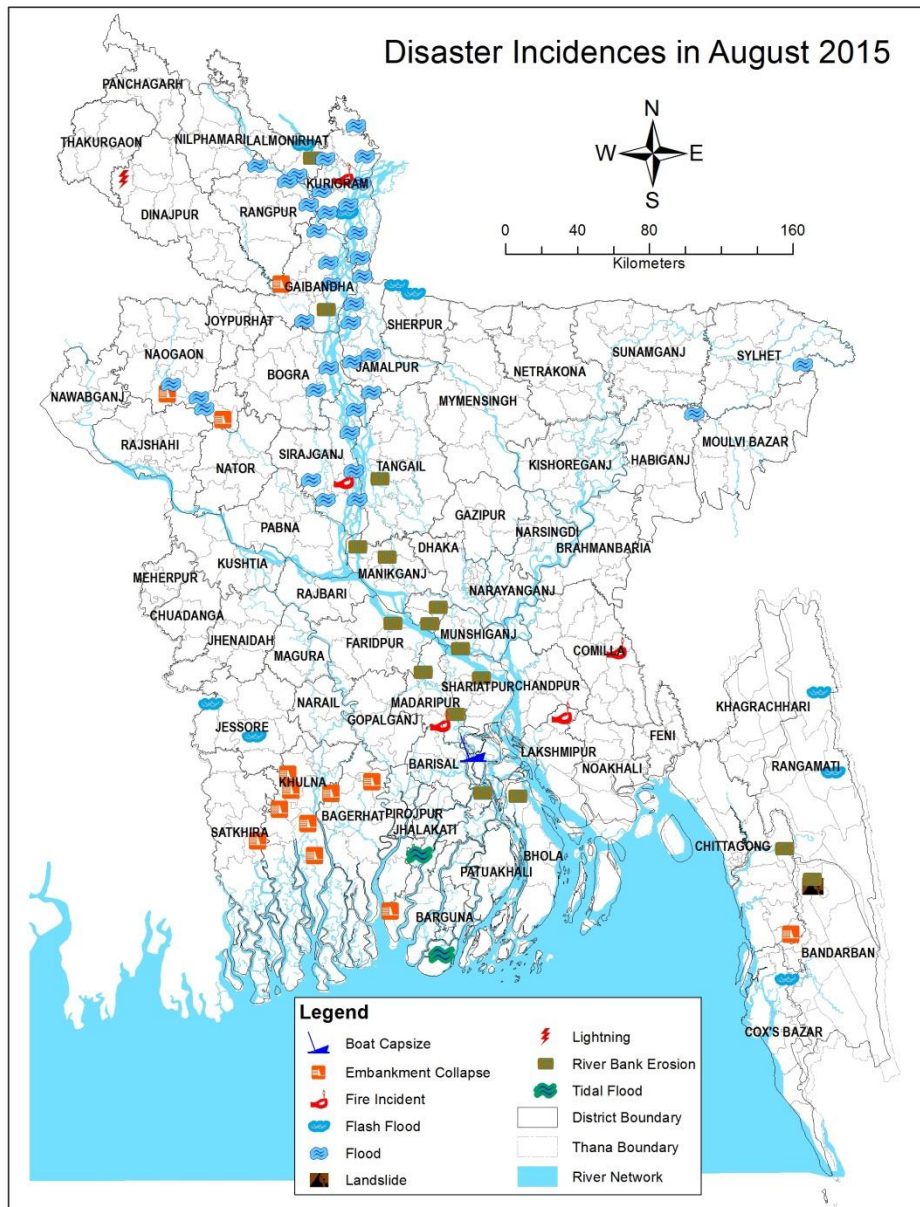 Disaster Incidences in August 2015
N
W E
S
0 40 80 160
Kilometers
PANCHAGARH
THAKURGAON
NILPHAMARI
LALMONIRHAT
KURIGRAM
DINAJPUR
RANGPUR
GAIBANDHA
JOYPURHAT
SHERPUR
NAOGAON
BOGRA
JAMALPUR
NETRAKONA
SUNAMGANJ
SYLHET
NAWABGANJ
MYMENSINGH
RAJSHAHI
NATOR
SIRAJGANJ
TANGAIL
KISHOREGANJ
HABIGANJ
MOULVI BAZAR
PABNA
GAZIPUR
NARSINGDI
DHAKA
BRAHMANBARIA
MEHERPUR
KUSHTIA
MANIKGANJ
CHUADANGA
RAJBARI
NARAYANGANJ
JHENAIDAH
MAGURA
FARIDPUR
MUNSHIGANJ
COMILLA
SHARIATPUR
CHANDPUR
NARAIL
MADARIPUR
GOPALGANJ
JESSORE
KHAGRACHHARI
FENI
LAKSHMIPUR
BARISAL
NOAKHALI
RANGAMATI
KHULNA
BAGERHAT
PIROJPUR
JHALAKATI
SATKHIRA
CHITTAGONG
BHOLA
PATUAKHALI
BARGUNA
BANDARBAN
COX'S BAZAR
Legend
Boat Capsize
Embankment Collapse
Fire Incident
Flash Flood
Flood
Landslide
Lightning
River Bank Erosion
Tidal Flood
District Boundary
Thana Boundary
River Network